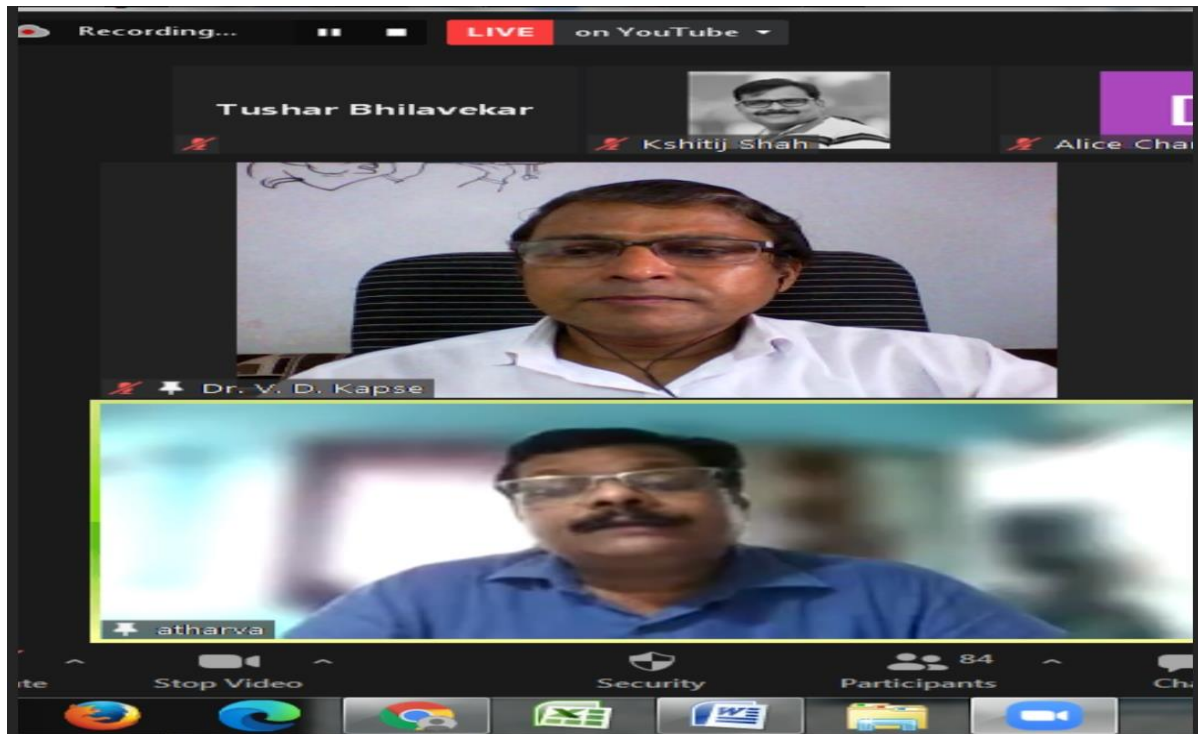 Recording...
LIVE on YouTube
Tushar Bhilavekar
Kshitij Shah
Alice Cha
D
Dr. V. D. Kapse
atharva
84
Stop Video
Security
Participants